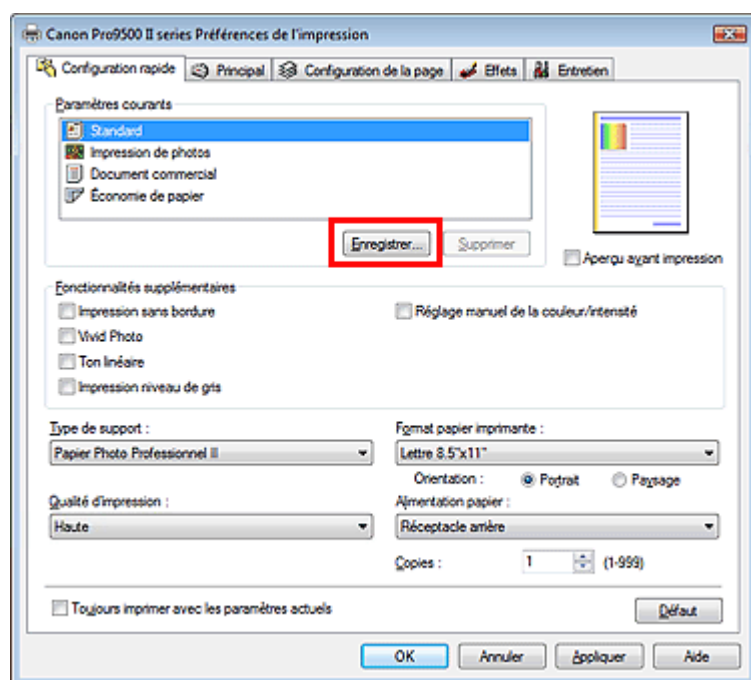 Canon Pro9500 II series Préférences de l'impression
Configuration rapide Principal Configuration de la page Effets Entretien
Paramètres courants
Standard
Impression de photos
Document commercial
Économie de papier
Enregistrer... Supprimer
Aperçu avant impression
Fonctionnalités supplémentaires
Impression sans bordure
Réglage manuel de la couleur/intensité
Vivid Photo
Ton linéaire
Impression niveau de gris
Type de support :
Papier Photo Professionnel II
Format papier imprimante :
Lettre 8.5"x11"
Orientation : Portrait Paysage
Qualité d'impression :
Haute
Alimentation papier :
Réceptacle arrière
Copies : 1 (1-999)
Toujours imprimer avec les paramètres actuels
Défaut
OK Annuler Appliquer Aide